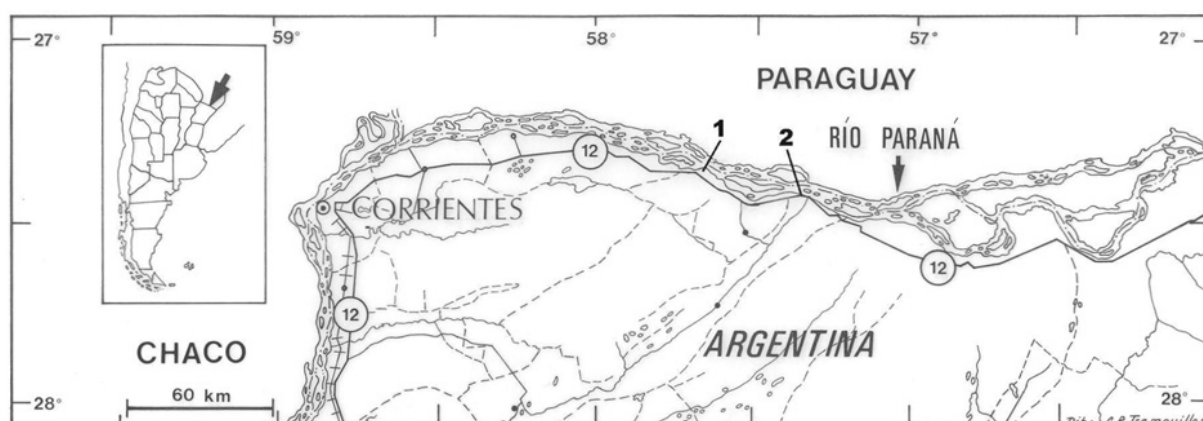 27°
59°
58°
57°
27°
PARAGUAY
1
2
RÍO PARANÁ
12
CORRIENTES
12
12
ARGENTINA
CHACO
60 km
28°
28°